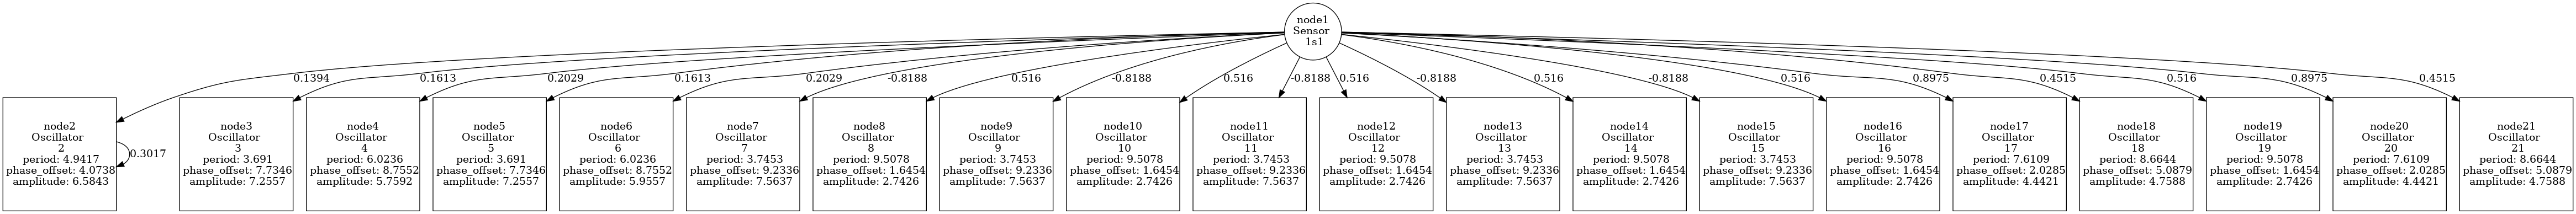 node1
Sensor
1s1
0.1394
0.1613
0.2029
0.1613
0.2029
-0.8188
0.516
-0.8188
0.516
-0.8188
0.516
-0.8188
0.516
-0.8188
0.516
0.8975
0.4515
0.516
0.8975
0.4515
node2
Oscillator
2
period: 4.9417
phase_offset: 4.0738
amplitude: 6.5843
0.3017
node3
Oscillator
3
period: 3.691
phase_offset: 7.7346
amplitude: 7.2557
node4
Oscillator
4
period: 6.0236
phase_offset: 8.7552
amplitude: 5.7592
node5
Oscillator
5
period: 3.691
phase_offset: 7.7346
amplitude: 7.2557
node6
Oscillator
6
period: 6.0236
phase_offset: 8.7552
amplitude: 5.9557
node7
Oscillator
7
period: 3.7453
phase_offset: 9.2336
amplitude: 7.5637
node8
Oscillator
8
period: 9.5078
phase_offset: 1.6454
amplitude: 2.7426
node9
Oscillator
9
period: 3.7453
phase_offset: 9.2336
amplitude: 7.5637
node10
Oscillator
10
period: 9.5078
phase_offset: 1.6454
amplitude: 2.7426
node11
Oscillator
11
period: 3.7453
phase_offset: 9.2336
amplitude: 7.5637
node12
Oscillator
12
period: 9.5078
phase_offset: 1.6454
amplitude: 2.7426
node13
Oscillator
13
period: 3.7453
phase_offset: 9.2336
amplitude: 7.5637
node14
Oscillator
14
period: 9.5078
phase_offset: 1.6454
amplitude: 2.7426
node15
Oscillator
15
period: 3.7453
phase_offset: 9.2336
amplitude: 7.5637
node16
Oscillator
16
period: 9.5078
phase_offset: 1.6454
amplitude: 2.7426
node17
Oscillator
17
period: 7.6109
phase_offset: 2.0285
amplitude: 4.4421
node18
Oscillator
18
period: 8.6644
phase_offset: 5.0879
amplitude: 4.7588
node19
Oscillator
19
period: 9.5078
phase_offset: 1.6454
amplitude: 2.7426
node20
Oscillator
20
period: 7.6109
phase_offset: 2.0285
amplitude: 4.4421
node21
Oscillator
21
period: 8.6644
phase_offset: 5.0879
amplitude: 4.7588